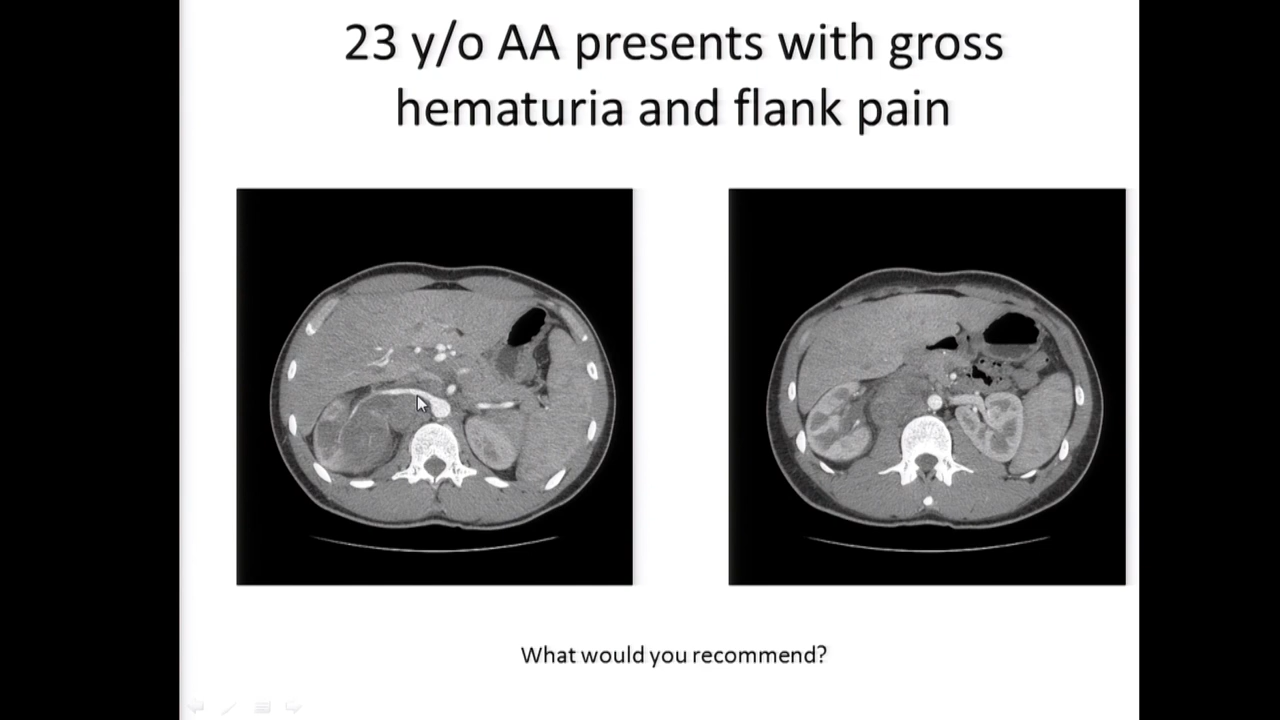 23 y/o AA presents with gross
hematuria and flank pain
What would you recommend?